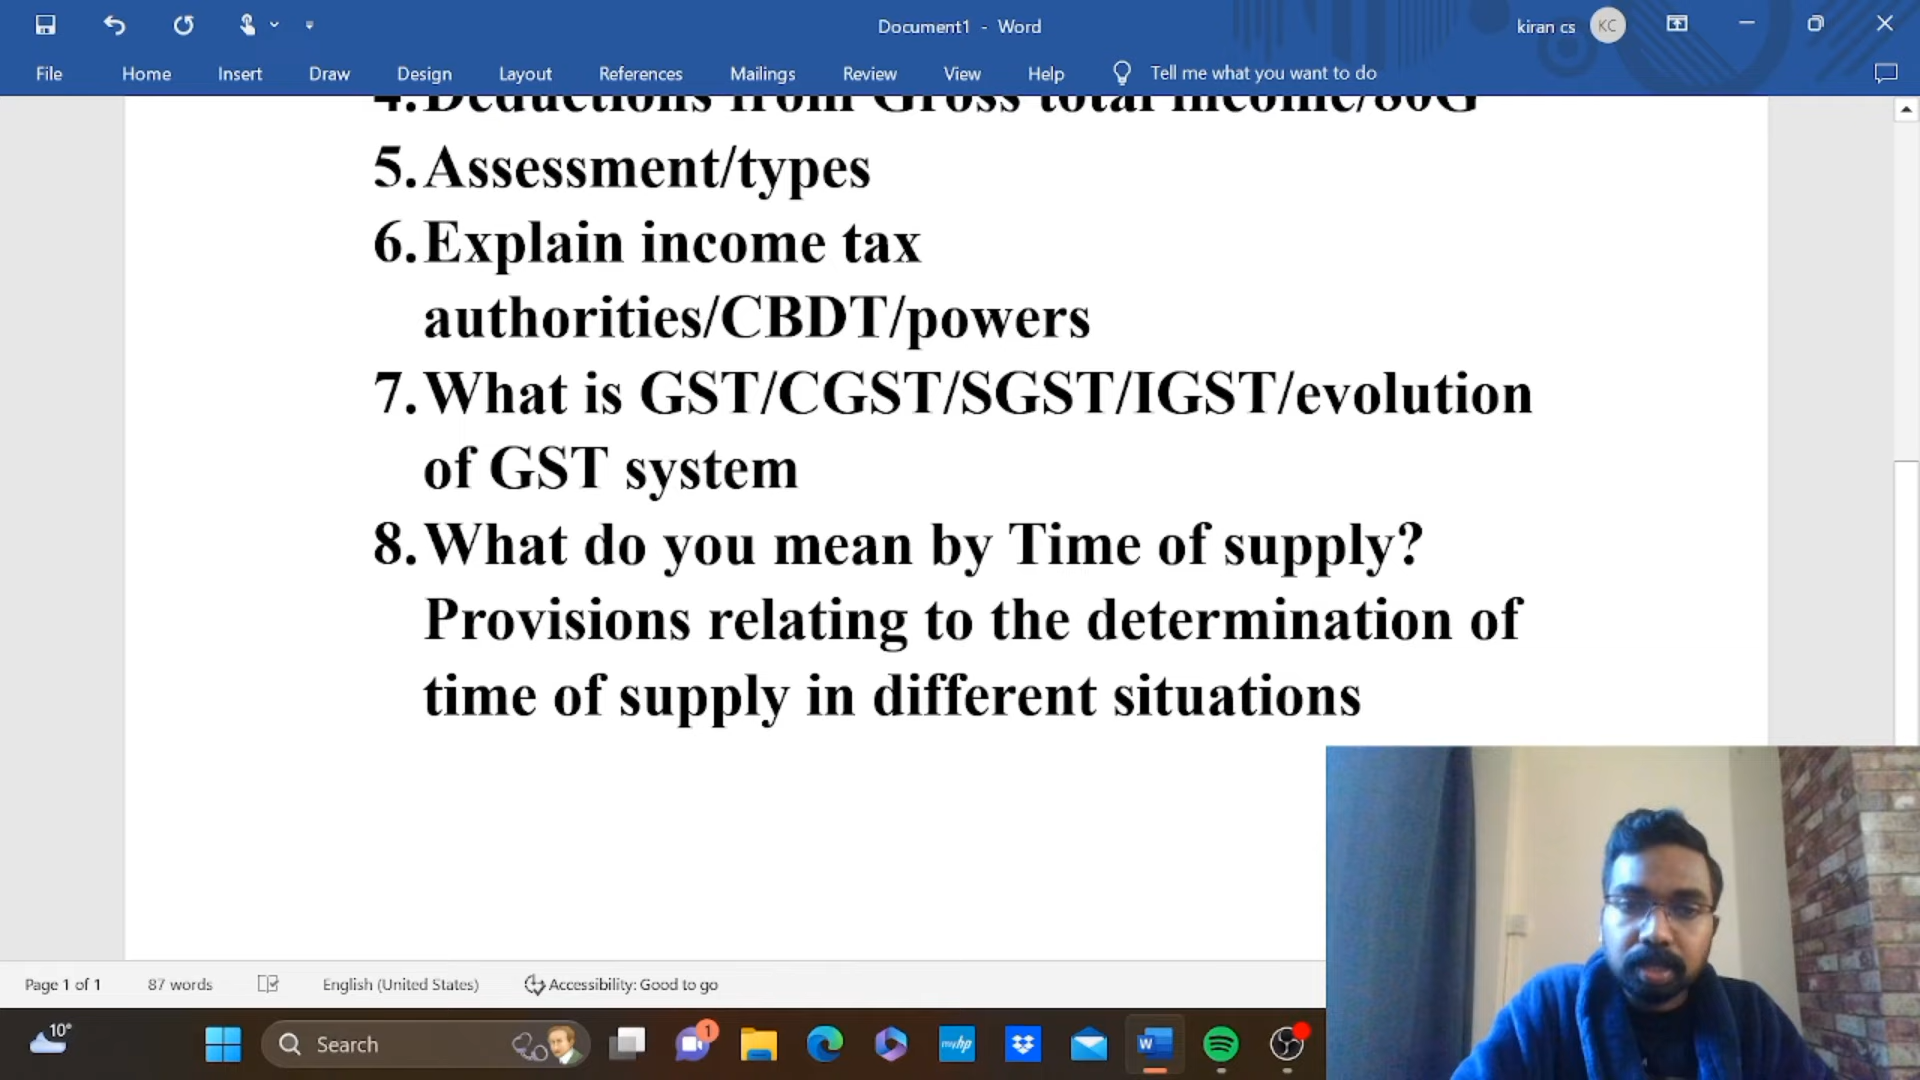 Document1 - Word
kiran cs KC
File Home Insert Draw Design Layout References Mailings Review View Help Tell me what you want to do
4.Deductions from Gross total income/80G
5.Assessment/types
6.Explain income tax
authorities/CBDT/powers
7.What is GST/CGST/SGST/IGST/evolution
of GST system
8.What do you mean by Time of supply?
Provisions relating to the determination of
time of supply in different situations
Page 1 of 1 87 words English (United States) Accessibility: Good to go
10° Search 1 myhp W